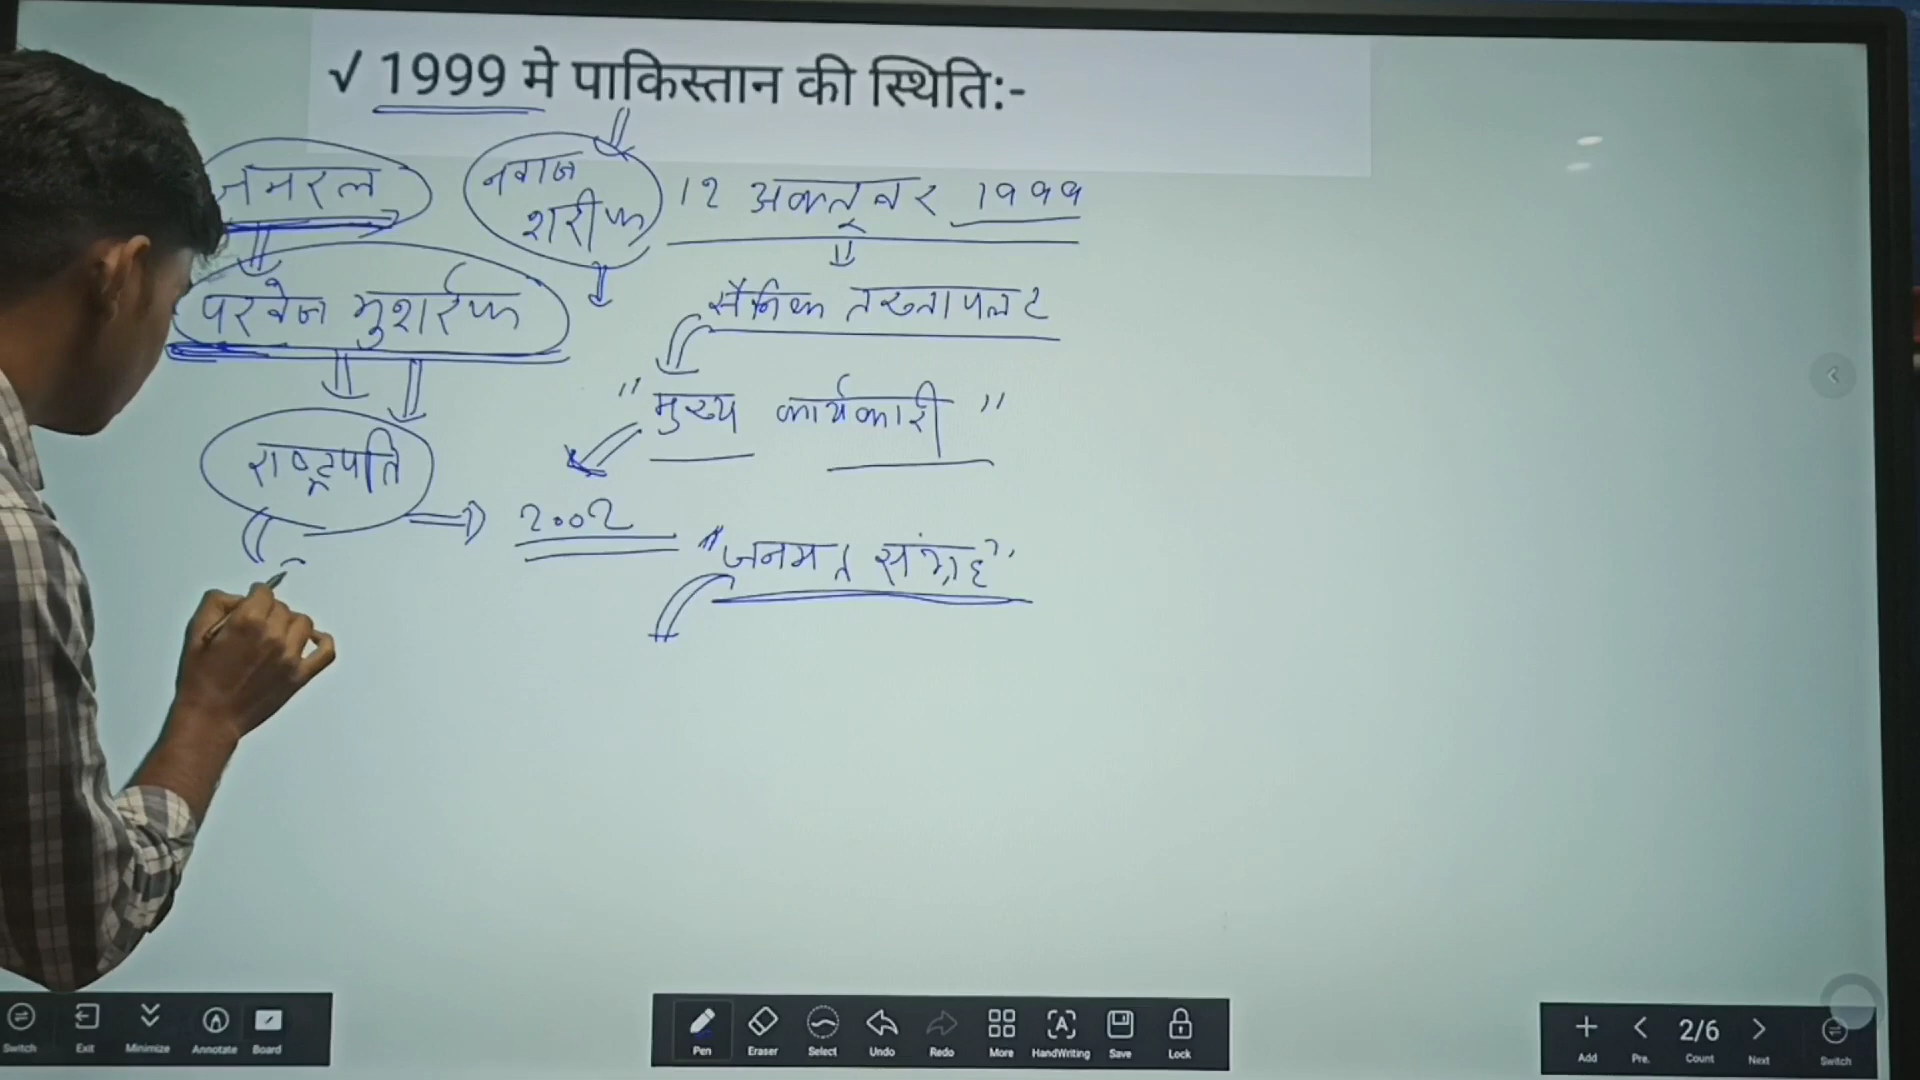 √ 1999 मे पाकिस्तान की स्थिति:-
जनरल
नवाज
शरीफ
12 अक्टूबर 1999
परवेज मुशर्रफ
सैनिक तख्तापलट
"मुख्य कार्यकारी"
राष्ट्रपति
2002
"जनमत संग्रह"
Switch Exit Minimize Annotate Board
Pen Eraser Select Undo Redo More HandWriting Save Lock
2/6
Add Pre. Count Next Switch